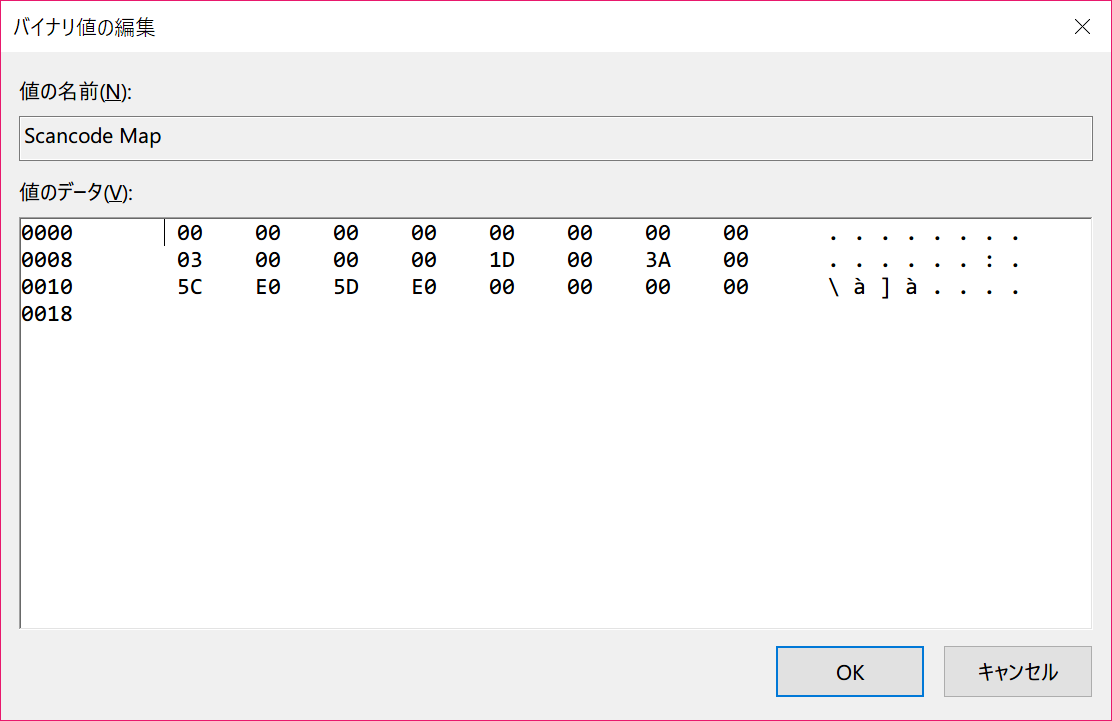 バイナリ値の編集
値の名前(N):
Scancode Map
値のデータ(V):
0000 00 00 00 00 00 00 00 00 . . . . . . . .
0008 03 00 00 00 1D 00 3A 00 . . . . . . : .
0010 5C E0 5D E0 00 00 00 00 \ à ] à . . . .
0018
OK キャンセル